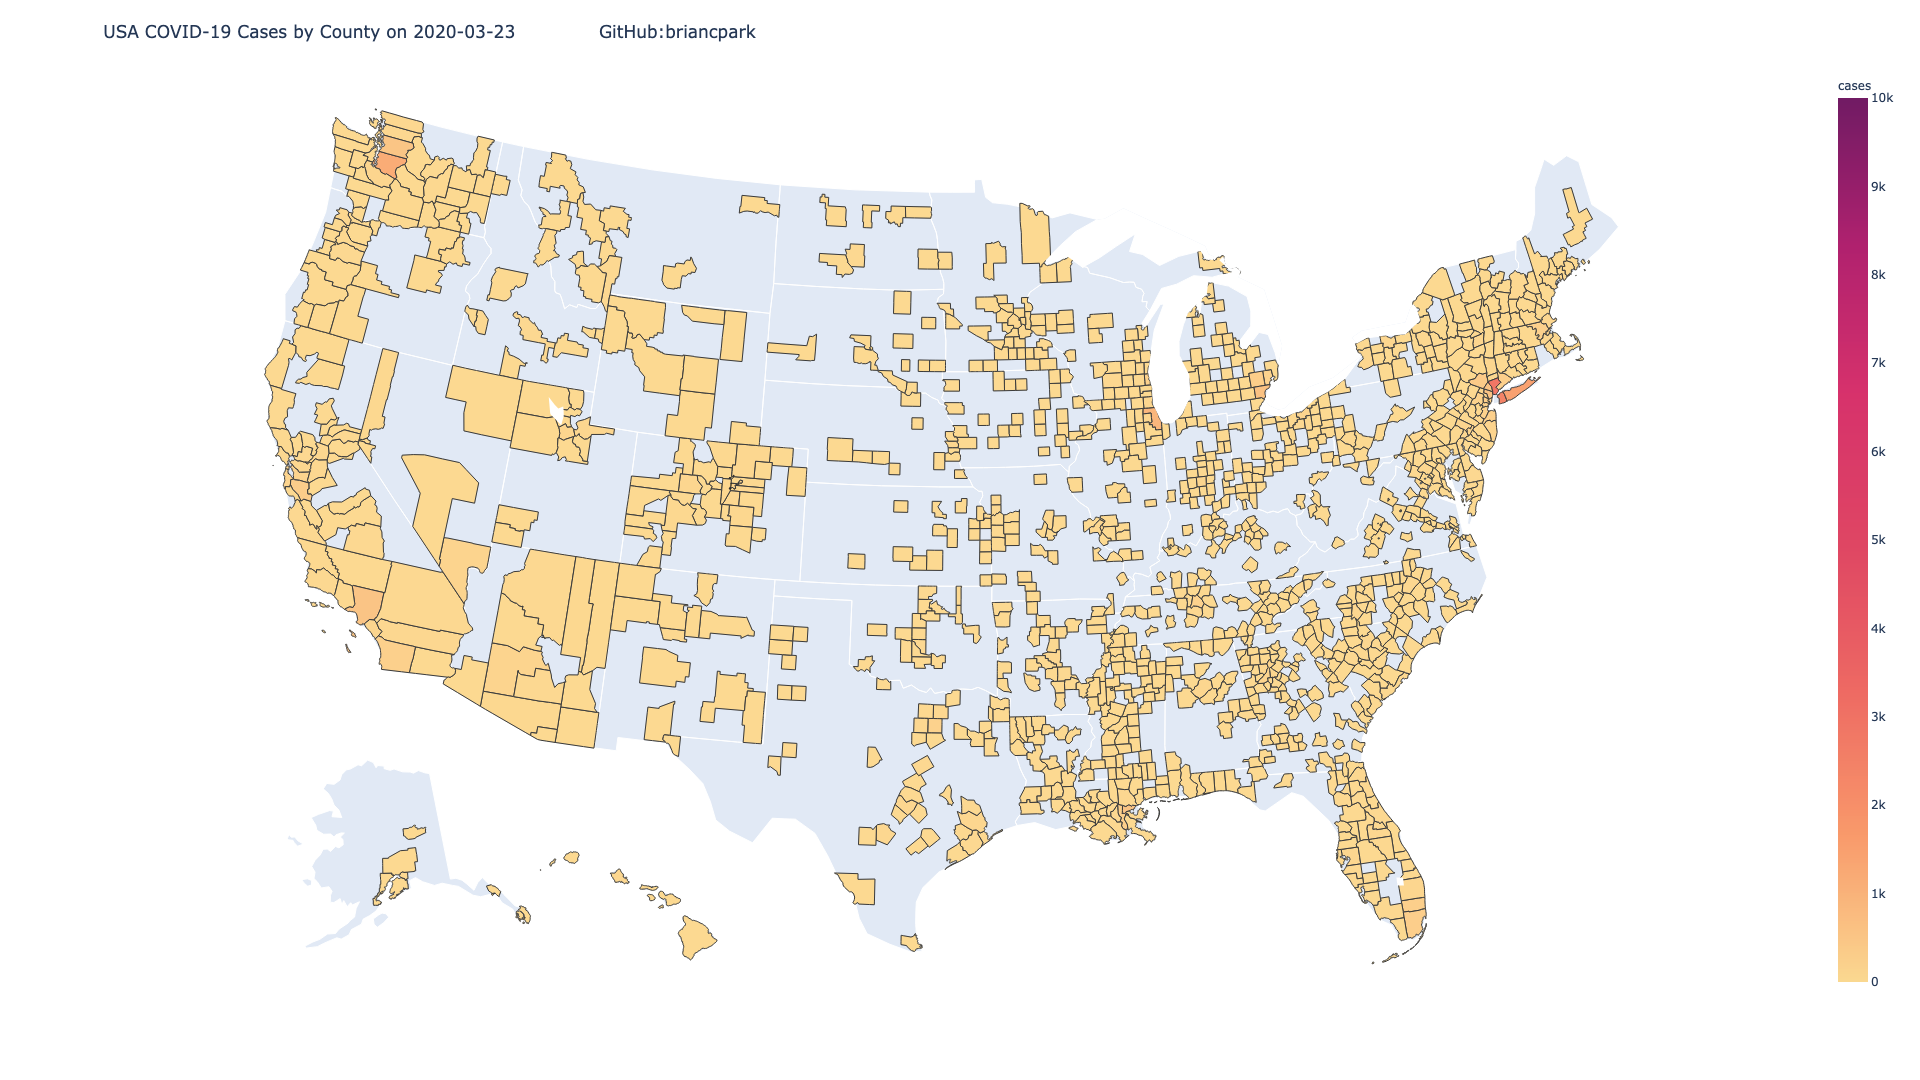 USA COVID-19 Cases by County on 2020-03-23 GitHub:briancpark
cases
10k
9k
8k
7k
6k
5k
4k
3k
2k
1k
0